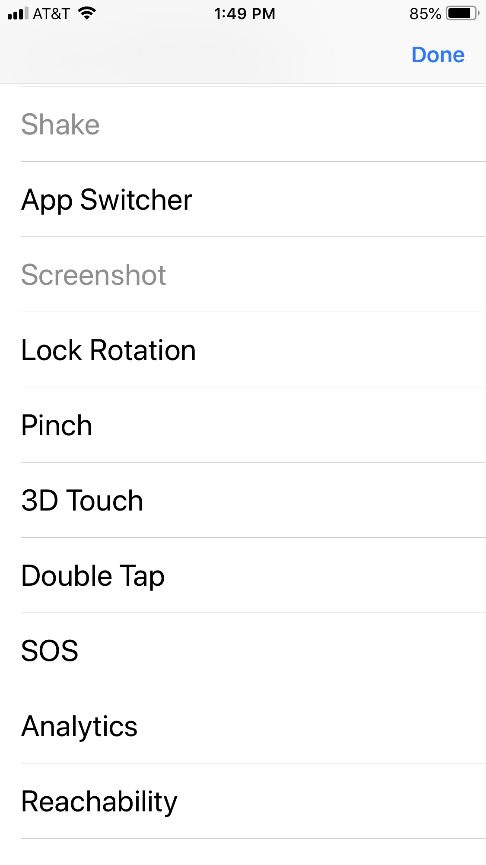 AT&T 1:49 PM 85%
Done
Shake
App Switcher
Screenshot
Lock Rotation
Pinch
3D Touch
Double Tap
SOS
Analytics
Reachability